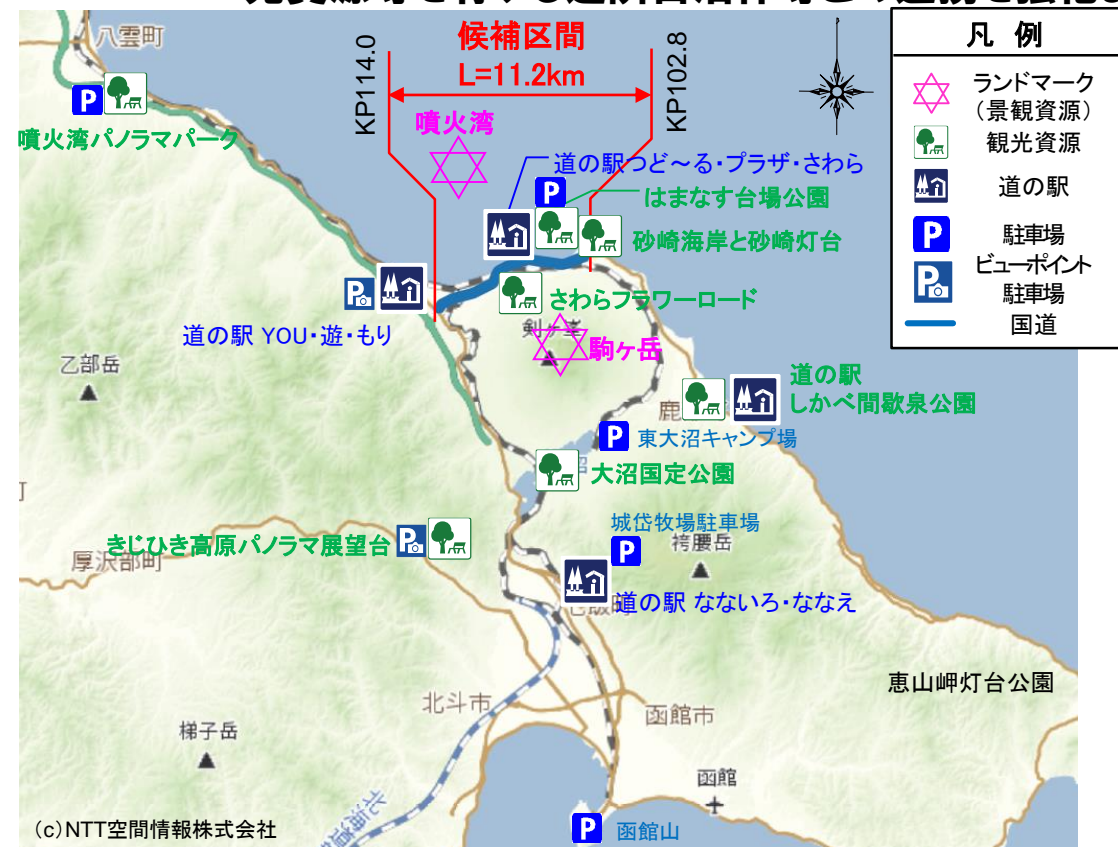 候補区間
L=11.2km
KP114.0
KP102.8
八雲町
噴火湾パノラマパーク
噴火湾
道の駅つど～る・プラザ・さわら
はまなす台場公園
砂崎海岸と砂崎灯台
さわらフラワーロード
道の駅 YOU・遊・もり
剣ヶ峯
駒ヶ岳
乙部岳
道の駅
しかべ間歇泉公園
鹿
東大沼キャンプ場
大沼国定公園
城岱牧場駐車場
きじひき高原パノラマ展望台
厚沢部町
袴腰岳
道の駅 なないろ・ななえ
恵山岬灯台公園
北斗市
函館市
梯子岳
函館
北海道
函館山
(c)NTT空間情報株式会社
凡 例
ランドマーク
(景観資源)
観光資源
道の駅
P
駐車場
ビューポイント
駐車場
国道